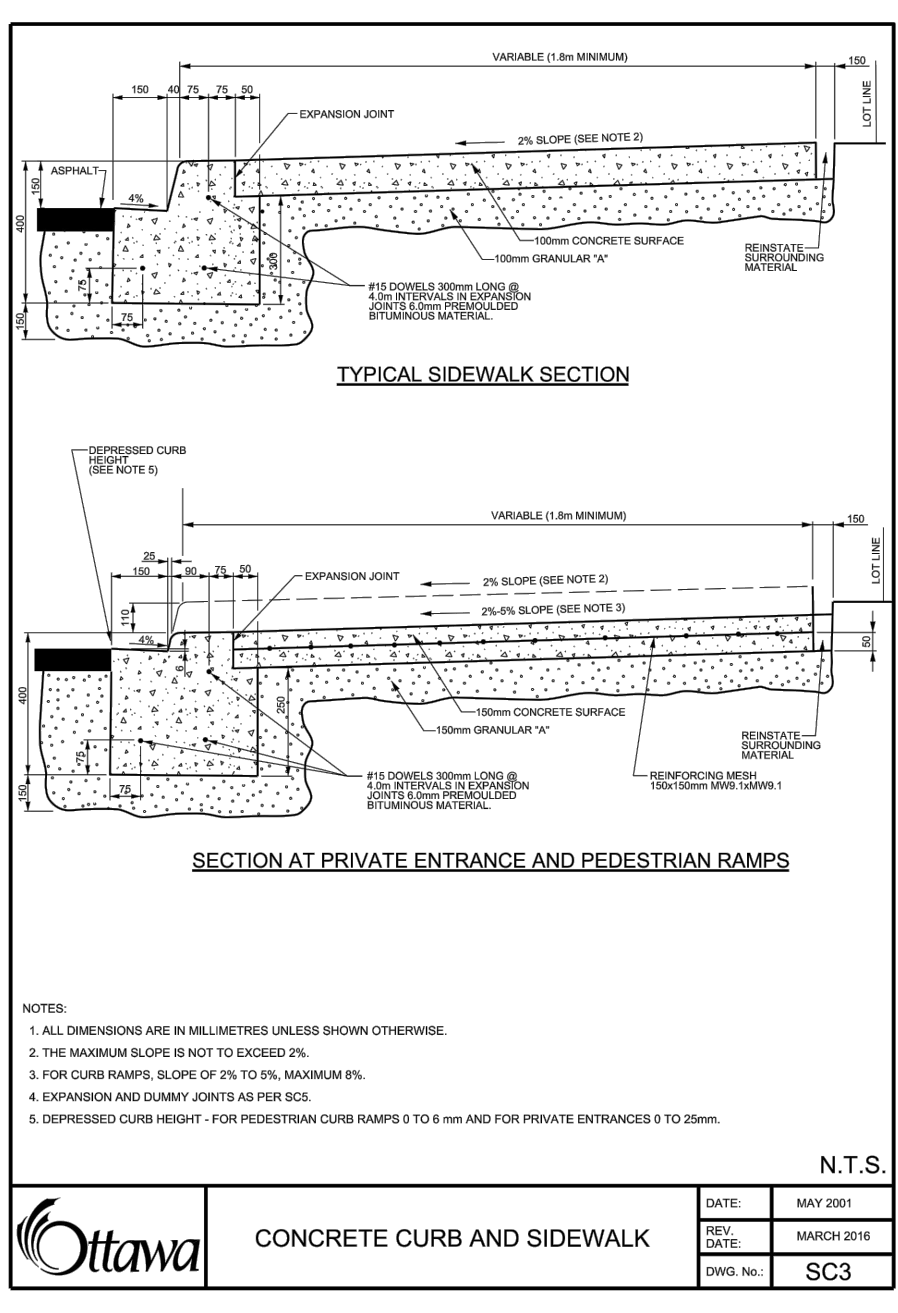 VARIABLE (1.8m MINIMUM)
150
150 40 75 75 50
LOT LINE
EXPANSION JOINT
2% SLOPE (SEE NOTE 2)
ASPHALT
150
4%
400
100mm CONCRETE SURFACE
100mm GRANULAR "A"
REINSTATE
SURROUNDING
MATERIAL
300
75
#15 DOWELS 300mm LONG @
4.0m INTERVALS IN EXPANSION
JOINTS 6.0mm PREMOULDED
BITUMINOUS MATERIAL.
75
150
TYPICAL SIDEWALK SECTION
DEPRESSED CURB
HEIGHT
(SEE NOTE 5)
VARIABLE (1.8m MINIMUM)
150
25
150 90 75 50
LOT LINE
EXPANSION JOINT
2% SLOPE (SEE NOTE 2)
2%-5% SLOPE (SEE NOTE 3)
110
4%
50
6
400
250
150mm CONCRETE SURFACE
150mm GRANULAR "A"
REINSTATE
SURROUNDING
MATERIAL
75
#15 DOWELS 300mm LONG @
4.0m INTERVALS IN EXPANSION
JOINTS 6.0mm PREMOULDED
BITUMINOUS MATERIAL.
REINFORCING MESH
150x150mm MW9.1xMW9.1
75
150
SECTION AT PRIVATE ENTRANCE AND PEDESTRIAN RAMPS
NOTES:
1. ALL DIMENSIONS ARE IN MILLIMETRES UNLESS SHOWN OTHERWISE.
2. THE MAXIMUM SLOPE IS NOT TO EXCEED 2%.
3. FOR CURB RAMPS, SLOPE OF 2% TO 5%, MAXIMUM 8%.
4. EXPANSION AND DUMMY JOINTS AS PER SC5.
5. DEPRESSED CURB HEIGHT - FOR PEDESTRIAN CURB RAMPS 0 TO 6 mm AND FOR PRIVATE ENTRANCES 0 TO 25mm.
N.T.S.
Ottawa
CONCRETE CURB AND SIDEWALK
DATE: MAY 2001
REV.
DATE: MARCH 2016
DWG. No.: SC3